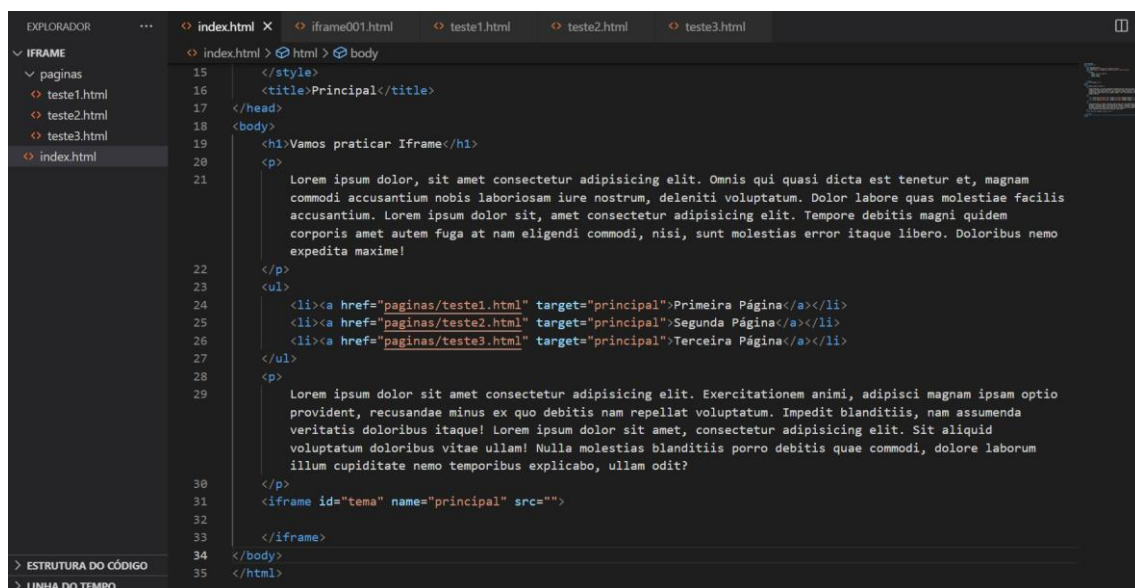 EXPLORADOR ···
IFRAME
paginas
teste1.html
teste2.html
teste3.html
index.html
ESTRUTURA DO CÓDIGO
LINHA DO TEMPO
index.html × iframe001.html teste1.html teste2.html teste3.html
index.html > html > body
15 </style>
16 <title>Principal</title>
17 </head>
18 <body>
19 <h1>Vamos praticar Iframe</h1>
20 <p>
21 Lorem ipsum dolor, sit amet consectetur adipisicing elit. Omnis qui quasi dicta est tenetur et, magnam
commodi accusantium nobis laboriosam iure nostrum, deleniti voluptatum. Dolor labore quas molestiae facilis
accusantium. Lorem ipsum dolor sit, amet consectetur adipisicing elit. Tempore debitis magni quidem
corporis amet autem fuga at nam eligendi commodi, nisi, sunt molestias error itaque libero. Doloribus nemo
expedita maxime!
22 </p>
23 <ul>
24 <li><a href="paginas/teste1.html" target="principal">Primeira Página</a></li>
25 <li><a href="paginas/teste2.html" target="principal">Segunda Página</a></li>
26 <li><a href="paginas/teste3.html" target="principal">Terceira Página</a></li>
27 </ul>
28 <p>
29 Lorem ipsum dolor sit amet consectetur adipisicing elit. Exercitationem animi, adipisci magnam ipsam optio
provident, recusandae minus ex quo debitis nam repellat voluptatum. Impedit blanditiis, nam assumenda
veritatis doloribus itaque! Lorem ipsum dolor sit amet, consectetur adipisicing elit. Sit aliquid
voluptatum doloribus vitae ullam! Nulla molestias blanditiis porro debitis quae commodi, dolore laborum
illum cupiditate nemo temporibus explicabo, ullam odit?
30 </p>
31 <iframe id="tema" name="principal" src="">
32
33 </iframe>
34 </body>
35 </html>